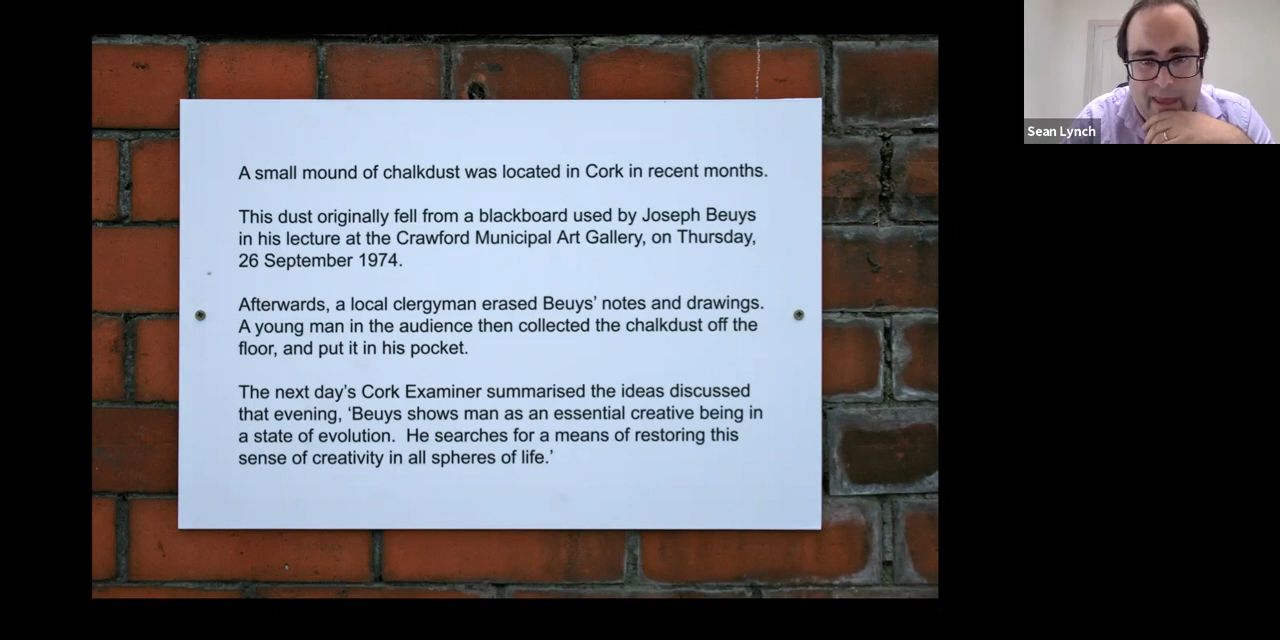 A small mound of chalkdust was located in Cork in recent months.
This dust originally fell from a blackboard used by Joseph Beuys
in his lecture at the Crawford Municipal Art Gallery, on Thursday,
26 September 1974.
Afterwards, a local clergyman erased Beuys’ notes and drawings.
A young man in the audience then collected the chalkdust off the
floor, and put it in his pocket.
The next day’s Cork Examiner summarised the ideas discussed
that evening, ‘Beuys shows man as an essential creative being in
a state of evolution.  He searches for a means of restoring this
sense of creativity in all spheres of life.’
Sean Lynch